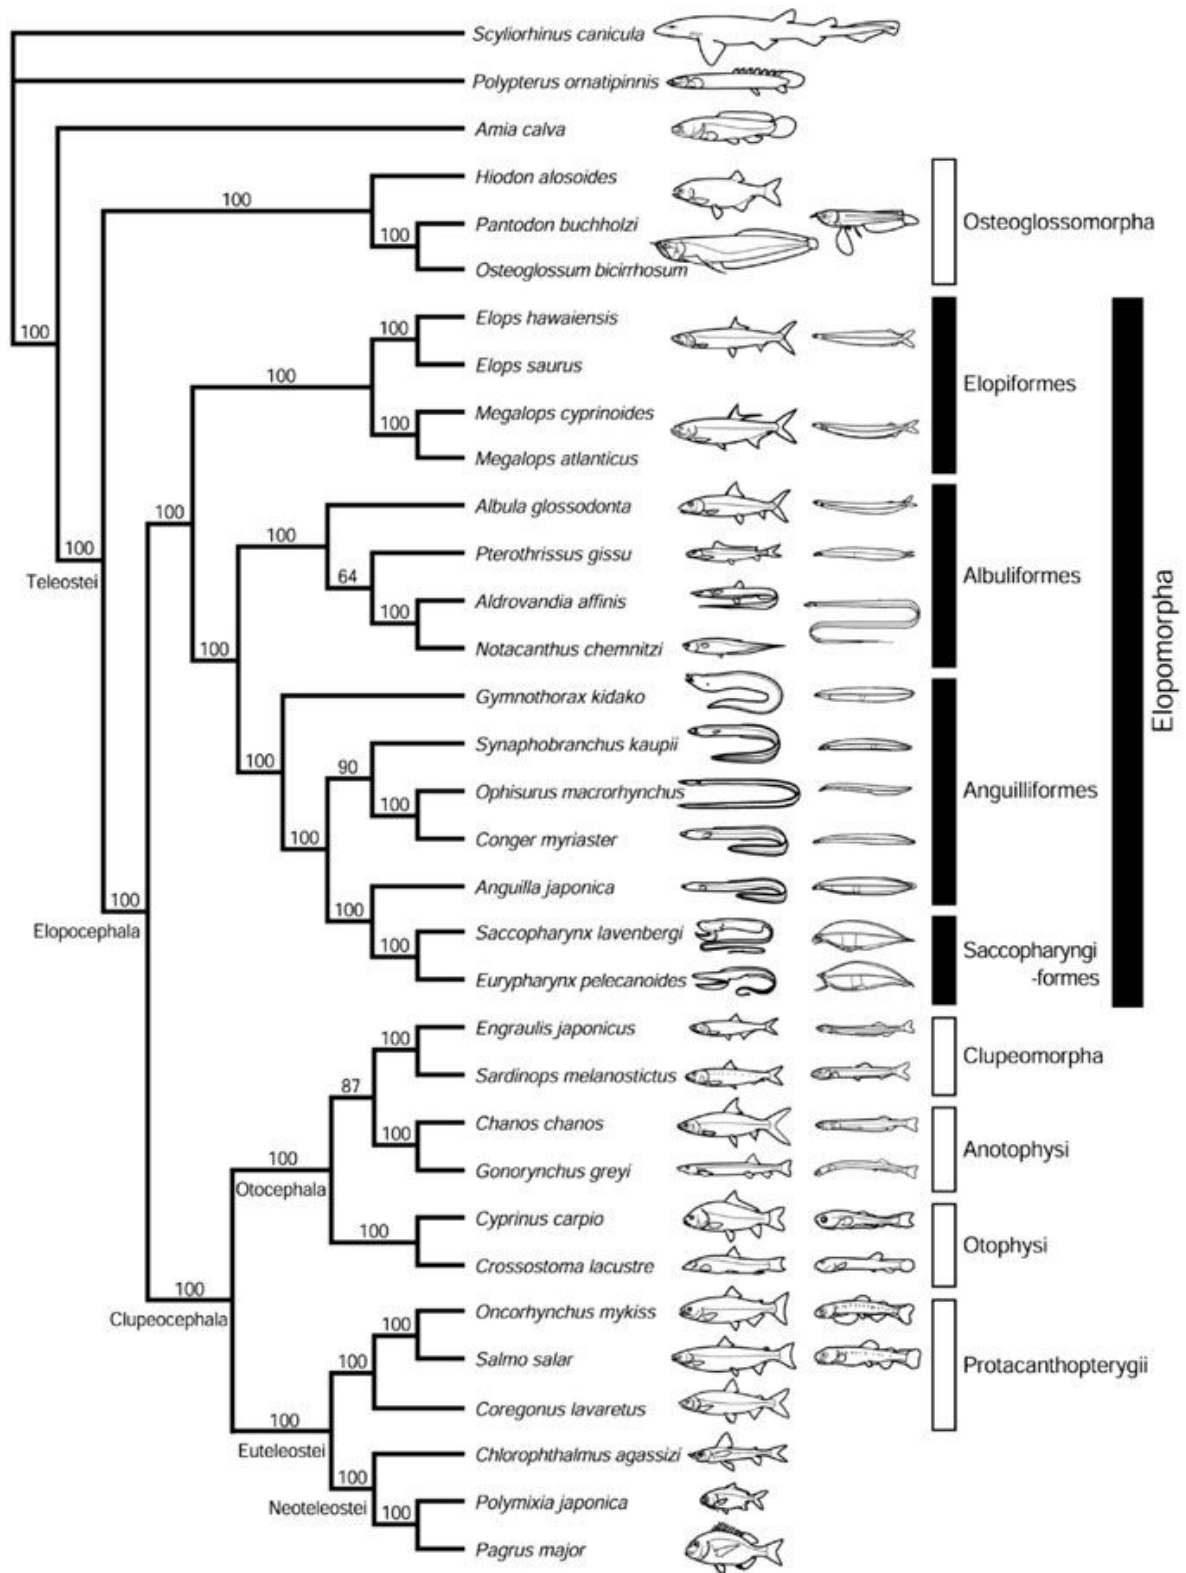 Scyliorhinus canicula
Polypterus ornatipinnis
Amia calva
Hiodon alosoides
100
Pantodon buchholzi
Osteoglossomorpha
100
Osteoglossum bicirrhosum
Elops hawaiensis
100
100
Elops saurus
100
Elopiformes
Megalops cyprinoides
100
Megalops atlanticus
Albula glossodonta
100
100
Pterothrissus gissu
100
Teleostei
64
Albuliformes
Aldrovandia affinis
100
Notacanthus chemnitzi
100
Elopomorpha
Gymnothorax kidako
Synaphobranchus kaupii
100
90
Ophisurus macrorhynchus
Anguilliformes
100
Conger myriaster
100
Anguilla japonica
100
Elopocephala
100
Saccopharynx lavenbergi
100
Saccopharyngi
-formes
Eurypharynx pelecanoides
Engraulis japonicus
100
Clupeomorpha
Sardinops melanostictus
87
Chanos chanos
100
Anotophysi
Gonorynchus greyi
100
Otocephala
Cyprinus carpio
100
Otophysi
Crossostoma lacustre
100
Clupeocephala
Oncorhynchus mykiss
100
Salmo salar
100
Protacanthopterygii
Coregonus lavaretus
100
Euteleostei
Chlorophthalmus agassizi
100
Neoteleostei
Polymixia japonica
100
Pagrus major